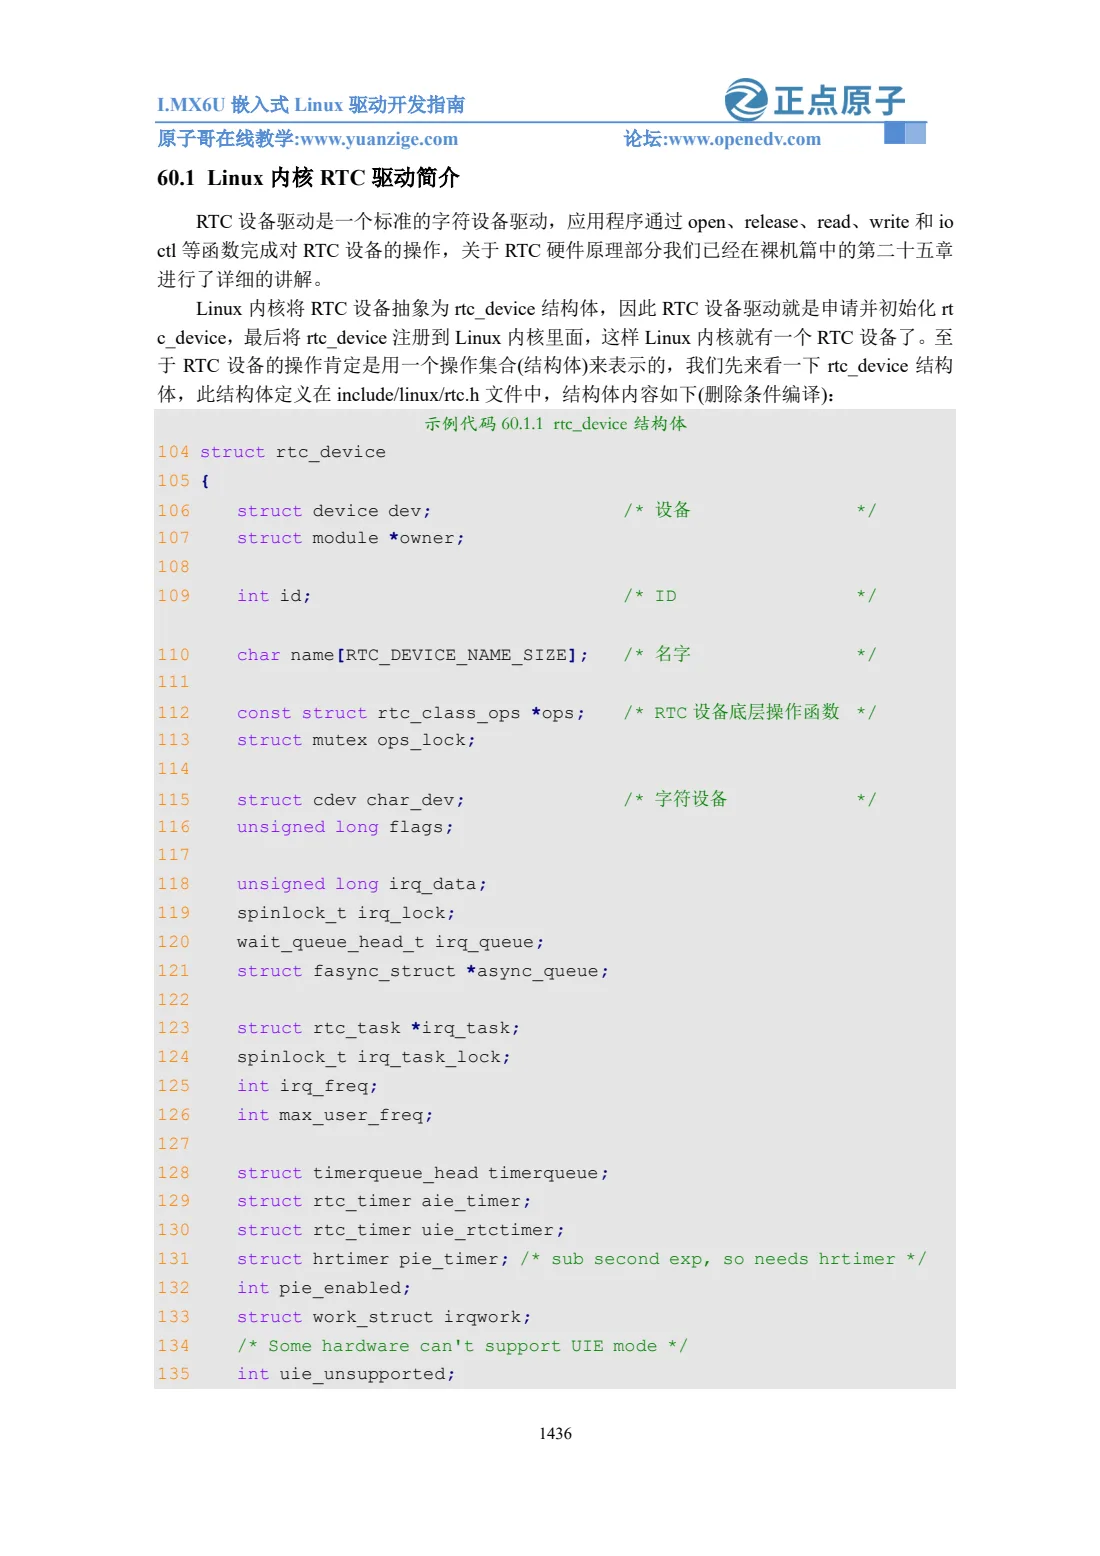 I.MX6U 嵌入式 Linux 驱动开发指南
正点原子
原子哥在线教学:www.yuanzige.com 论坛:www.openedv.com
60.1 Linux 内核 RTC 驱动简介
RTC 设备驱动是一个标准的字符设备驱动，应用程序通过 open、release、read、write 和 io
ctl 等函数完成对 RTC 设备的操作，关于 RTC 硬件原理部分我们已经在裸机篇中的第二十五章
进行了详细的讲解。
Linux 内核将 RTC 设备抽象为 rtc_device 结构体，因此 RTC 设备驱动就是申请并初始化 rt
c_device，最后将 rtc_device 注册到 Linux 内核里面，这样 Linux 内核就有一个 RTC 设备了。至
于 RTC 设备的操作肯定是用一个操作集合(结构体)来表示的，我们先来看一下 rtc_device 结构
体，此结构体定义在 include/linux/rtc.h 文件中，结构体内容如下(删除条件编译)：
示例代码 60.1.1 rtc_device 结构体
104 struct rtc_device
105 {
106 struct device dev; /* 设备 */
107 struct module *owner;
108
109 int id; /* ID */
110 char name[RTC_DEVICE_NAME_SIZE]; /* 名字 */
111
112 const struct rtc_class_ops *ops; /* RTC 设备底层操作函数 */
113 struct mutex ops_lock;
114
115 struct cdev char_dev; /* 字符设备 */
116 unsigned long flags;
117
118 unsigned long irq_data;
119 spinlock_t irq_lock;
120 wait_queue_head_t irq_queue;
121 struct fasync_struct *async_queue;
122
123 struct rtc_task *irq_task;
124 spinlock_t irq_task_lock;
125 int irq_freq;
126 int max_user_freq;
127
128 struct timerqueue_head timerqueue;
129 struct rtc_timer aie_timer;
130 struct rtc_timer uie_rtctimer;
131 struct hrtimer pie_timer; /* sub second exp, so needs hrtimer */
132 int pie_enabled;
133 struct work_struct irqwork;
134 /* Some hardware can't support UIE mode */
135 int uie_unsupported;
1436